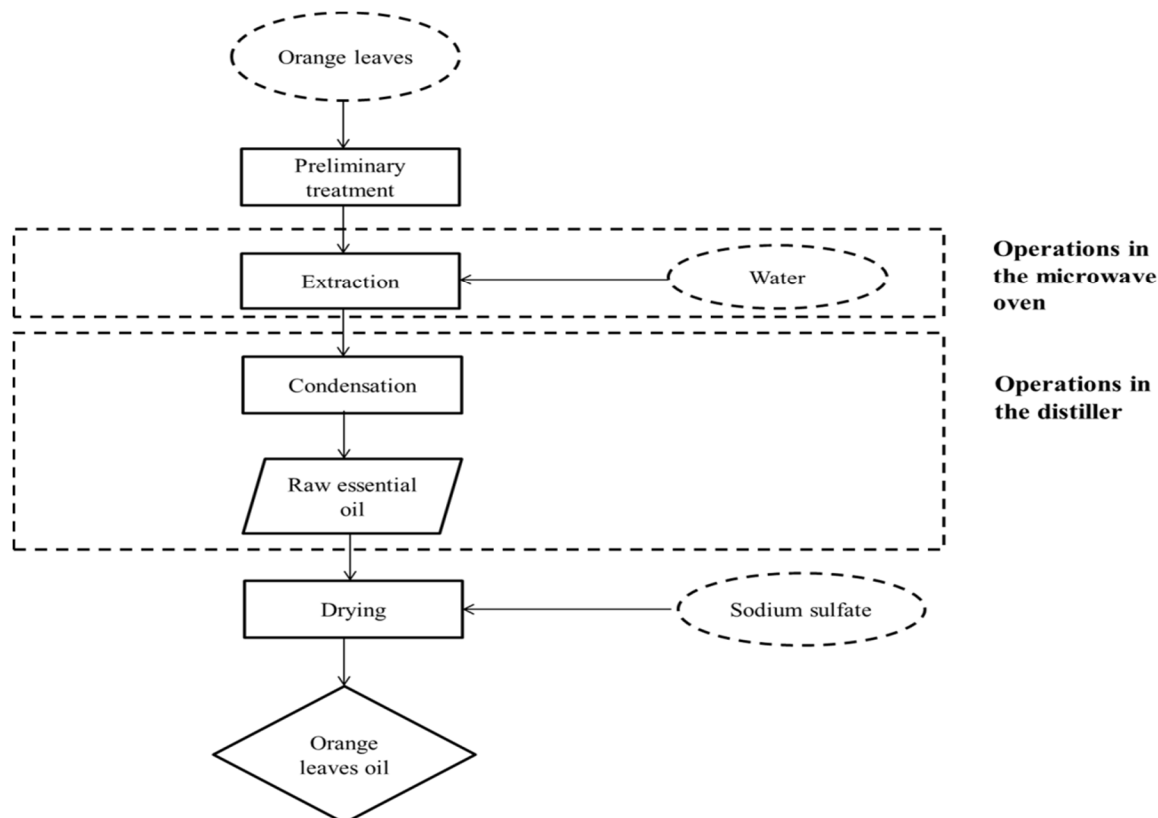 Orange leaves
Preliminary
treatment
Extraction
Water
Operations in
the microwave
oven
Condensation
Operations in
the distiller
Raw essential
oil
Drying
Sodium sulfate
Orange
leaves oil